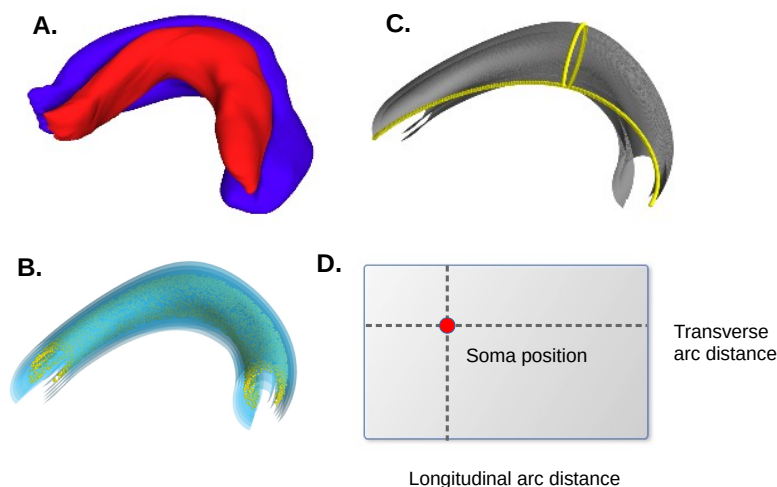 A.
C.
B.
D.
Soma position
Transverse
arc distance
Longitudinal arc distance